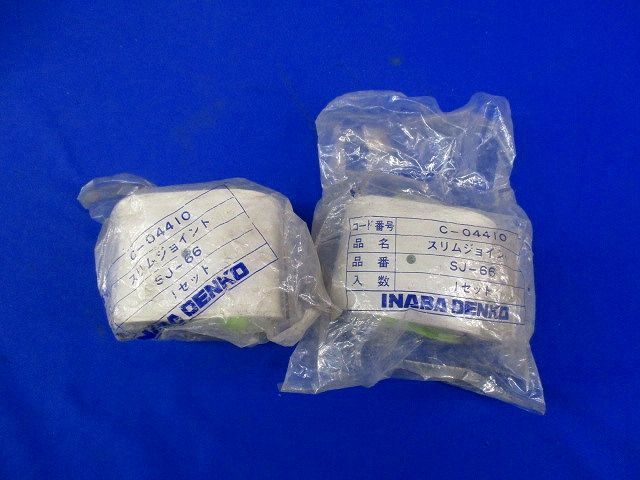 C-04410
スリムジョイント
SJ-66
1セット
INABA DENKO
コード番号 C-04410
品名 スリムジョイント
品番 SJ-66
入数 1セット
INABA DENKO